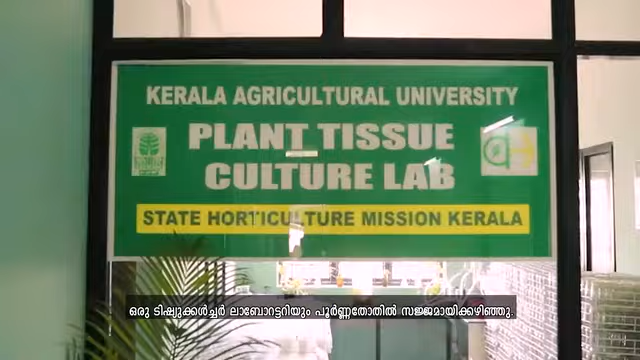 KERALA AGRICULTURAL UNIVERSITY
PLANT TISSUE
CULTURE LAB
STATE HORTICULTURE MISSION KERALA
ഒരു ടിഷ്യുക്കൾച്ചർ ലാബോറട്ടറിയും പൂർണ്ണതോതിൽ സജ്ജമായിക്കഴിഞ്ഞു.